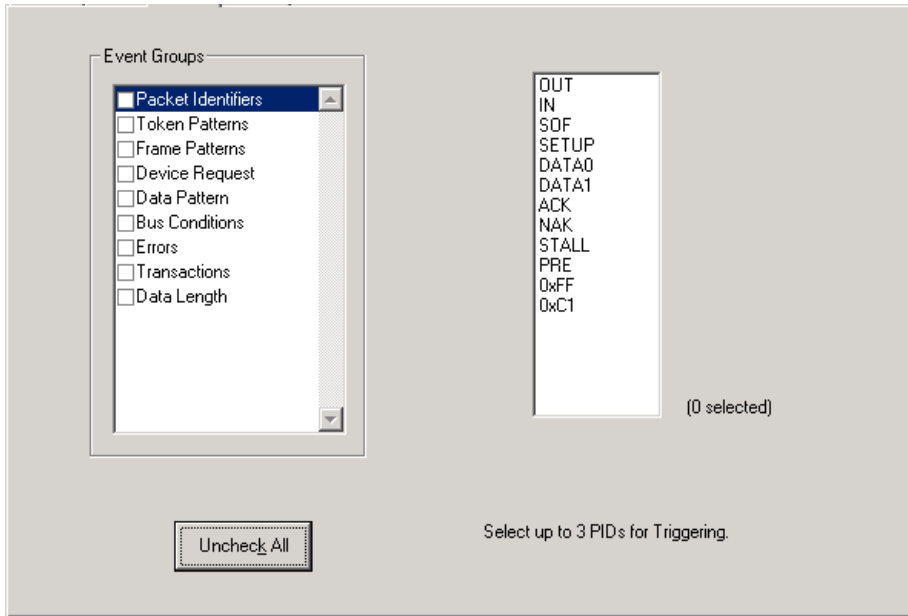 Event Groups
Packet Identifiers
Token Patterns
Frame Patterns
Device Request
Data Pattern
Bus Conditions
Errors
Transactions
Data Length
OUT
IN
SOF
SETUP
DATA0
DATA1
ACK
NAK
STALL
PRE
0xFF
0xC1
(0 selected)
Uncheck All
Select up to 3 PIDs for Triggering.